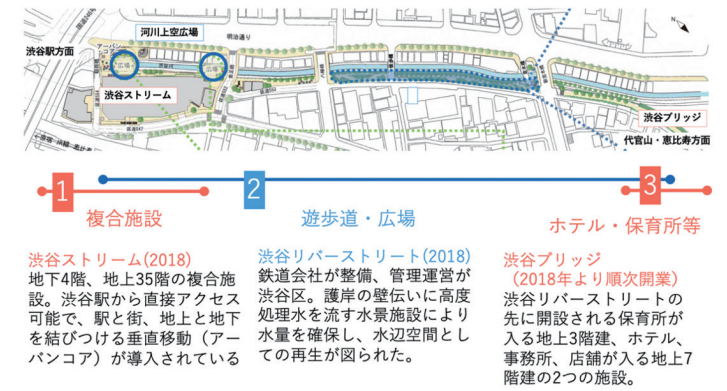 河川上空広場
明治通り
渋谷駅方面
アーバン
コア
広場
広場
渋谷ストリーム
渋谷ブリッジ
代官山・恵比寿方面
N
1
2
3
複合施設
遊歩道・広場
ホテル・保育所等
渋谷ストリーム(2018)
地下4階、地上35階の複合施
設。渋谷駅から直接アクセス
可能で、駅と街、地上と地下
を結びつける垂直移動（アー
バンコア）が導入されている
渋谷リバーストリート(2018)
鉄道会社が整備、管理運営が
渋谷区。護岸の壁伝いに高度
処理水を流す水景施設により
水量を確保し、水辺空間とし
ての再生が図られた。
渋谷ブリッジ
（2018年より順次開業）
渋谷リバーストリートの
先に開設される保育所が
入る地上3階建、ホテル、
事務所、店舗が入る地上7
階建の2つの施設。